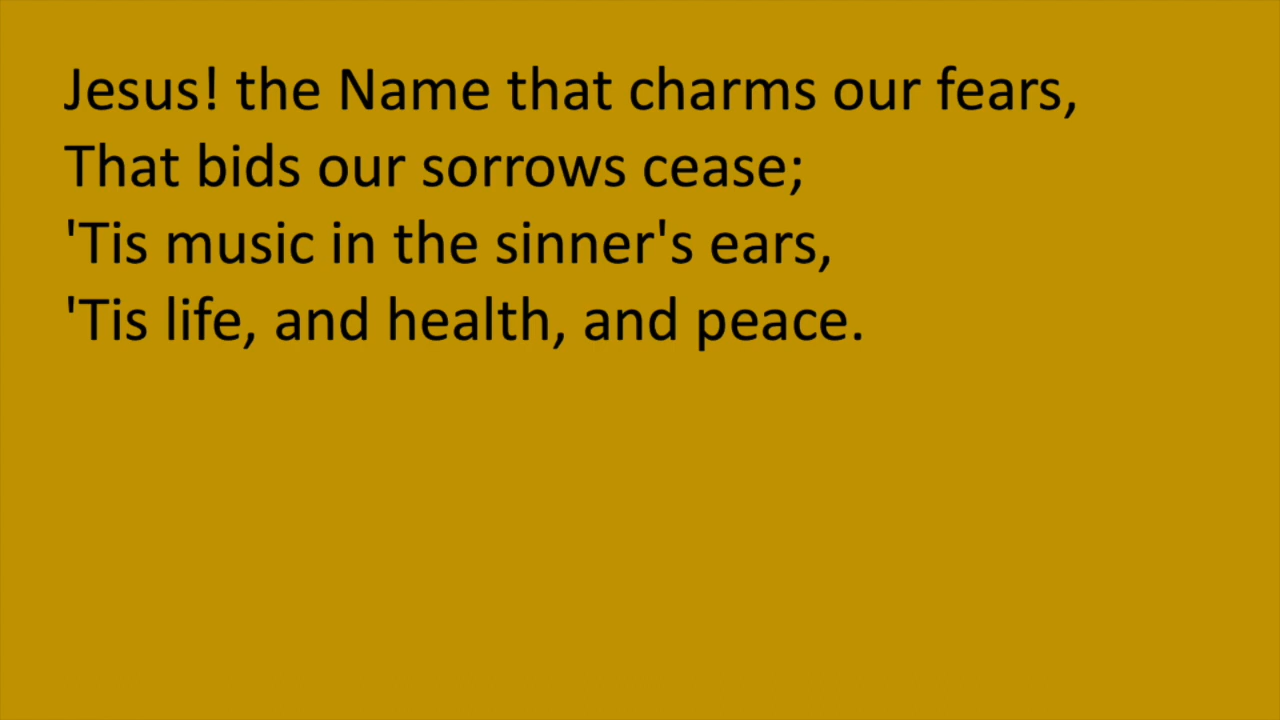 Jesus! the Name that charms our fears,
That bids our sorrows cease;
'Tis music in the sinner's ears,
'Tis life, and health, and peace.